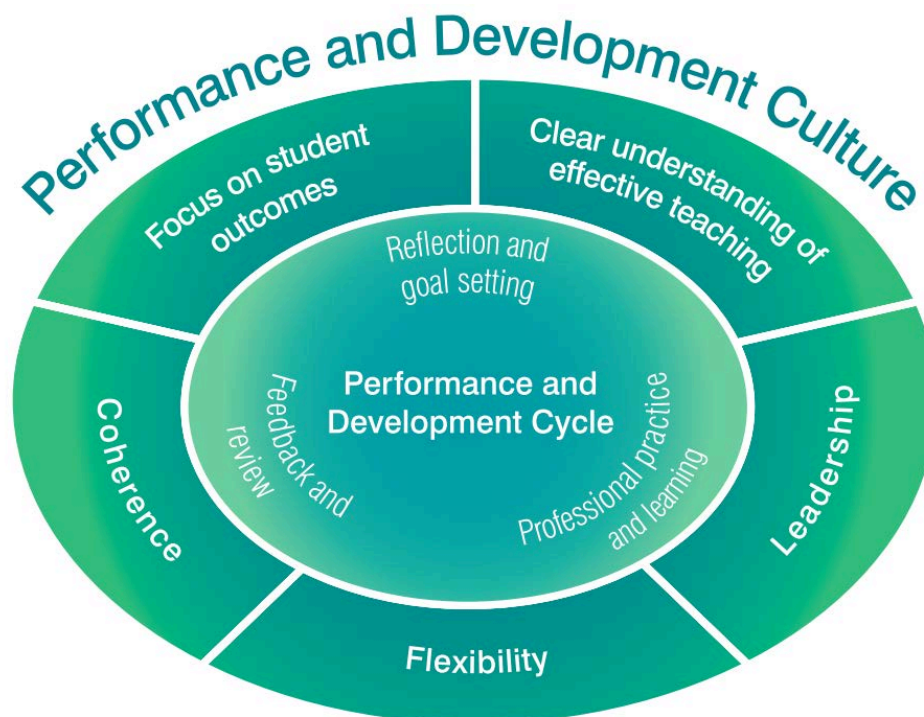 Performance and Development Culture
Focus on student
outcomes
Clear understanding of
effective teaching
Reflection and
goal setting
Performance and
Development Cycle
Feedback and
review
Professional practice
and learning
Coherence
Leadership
Flexibility